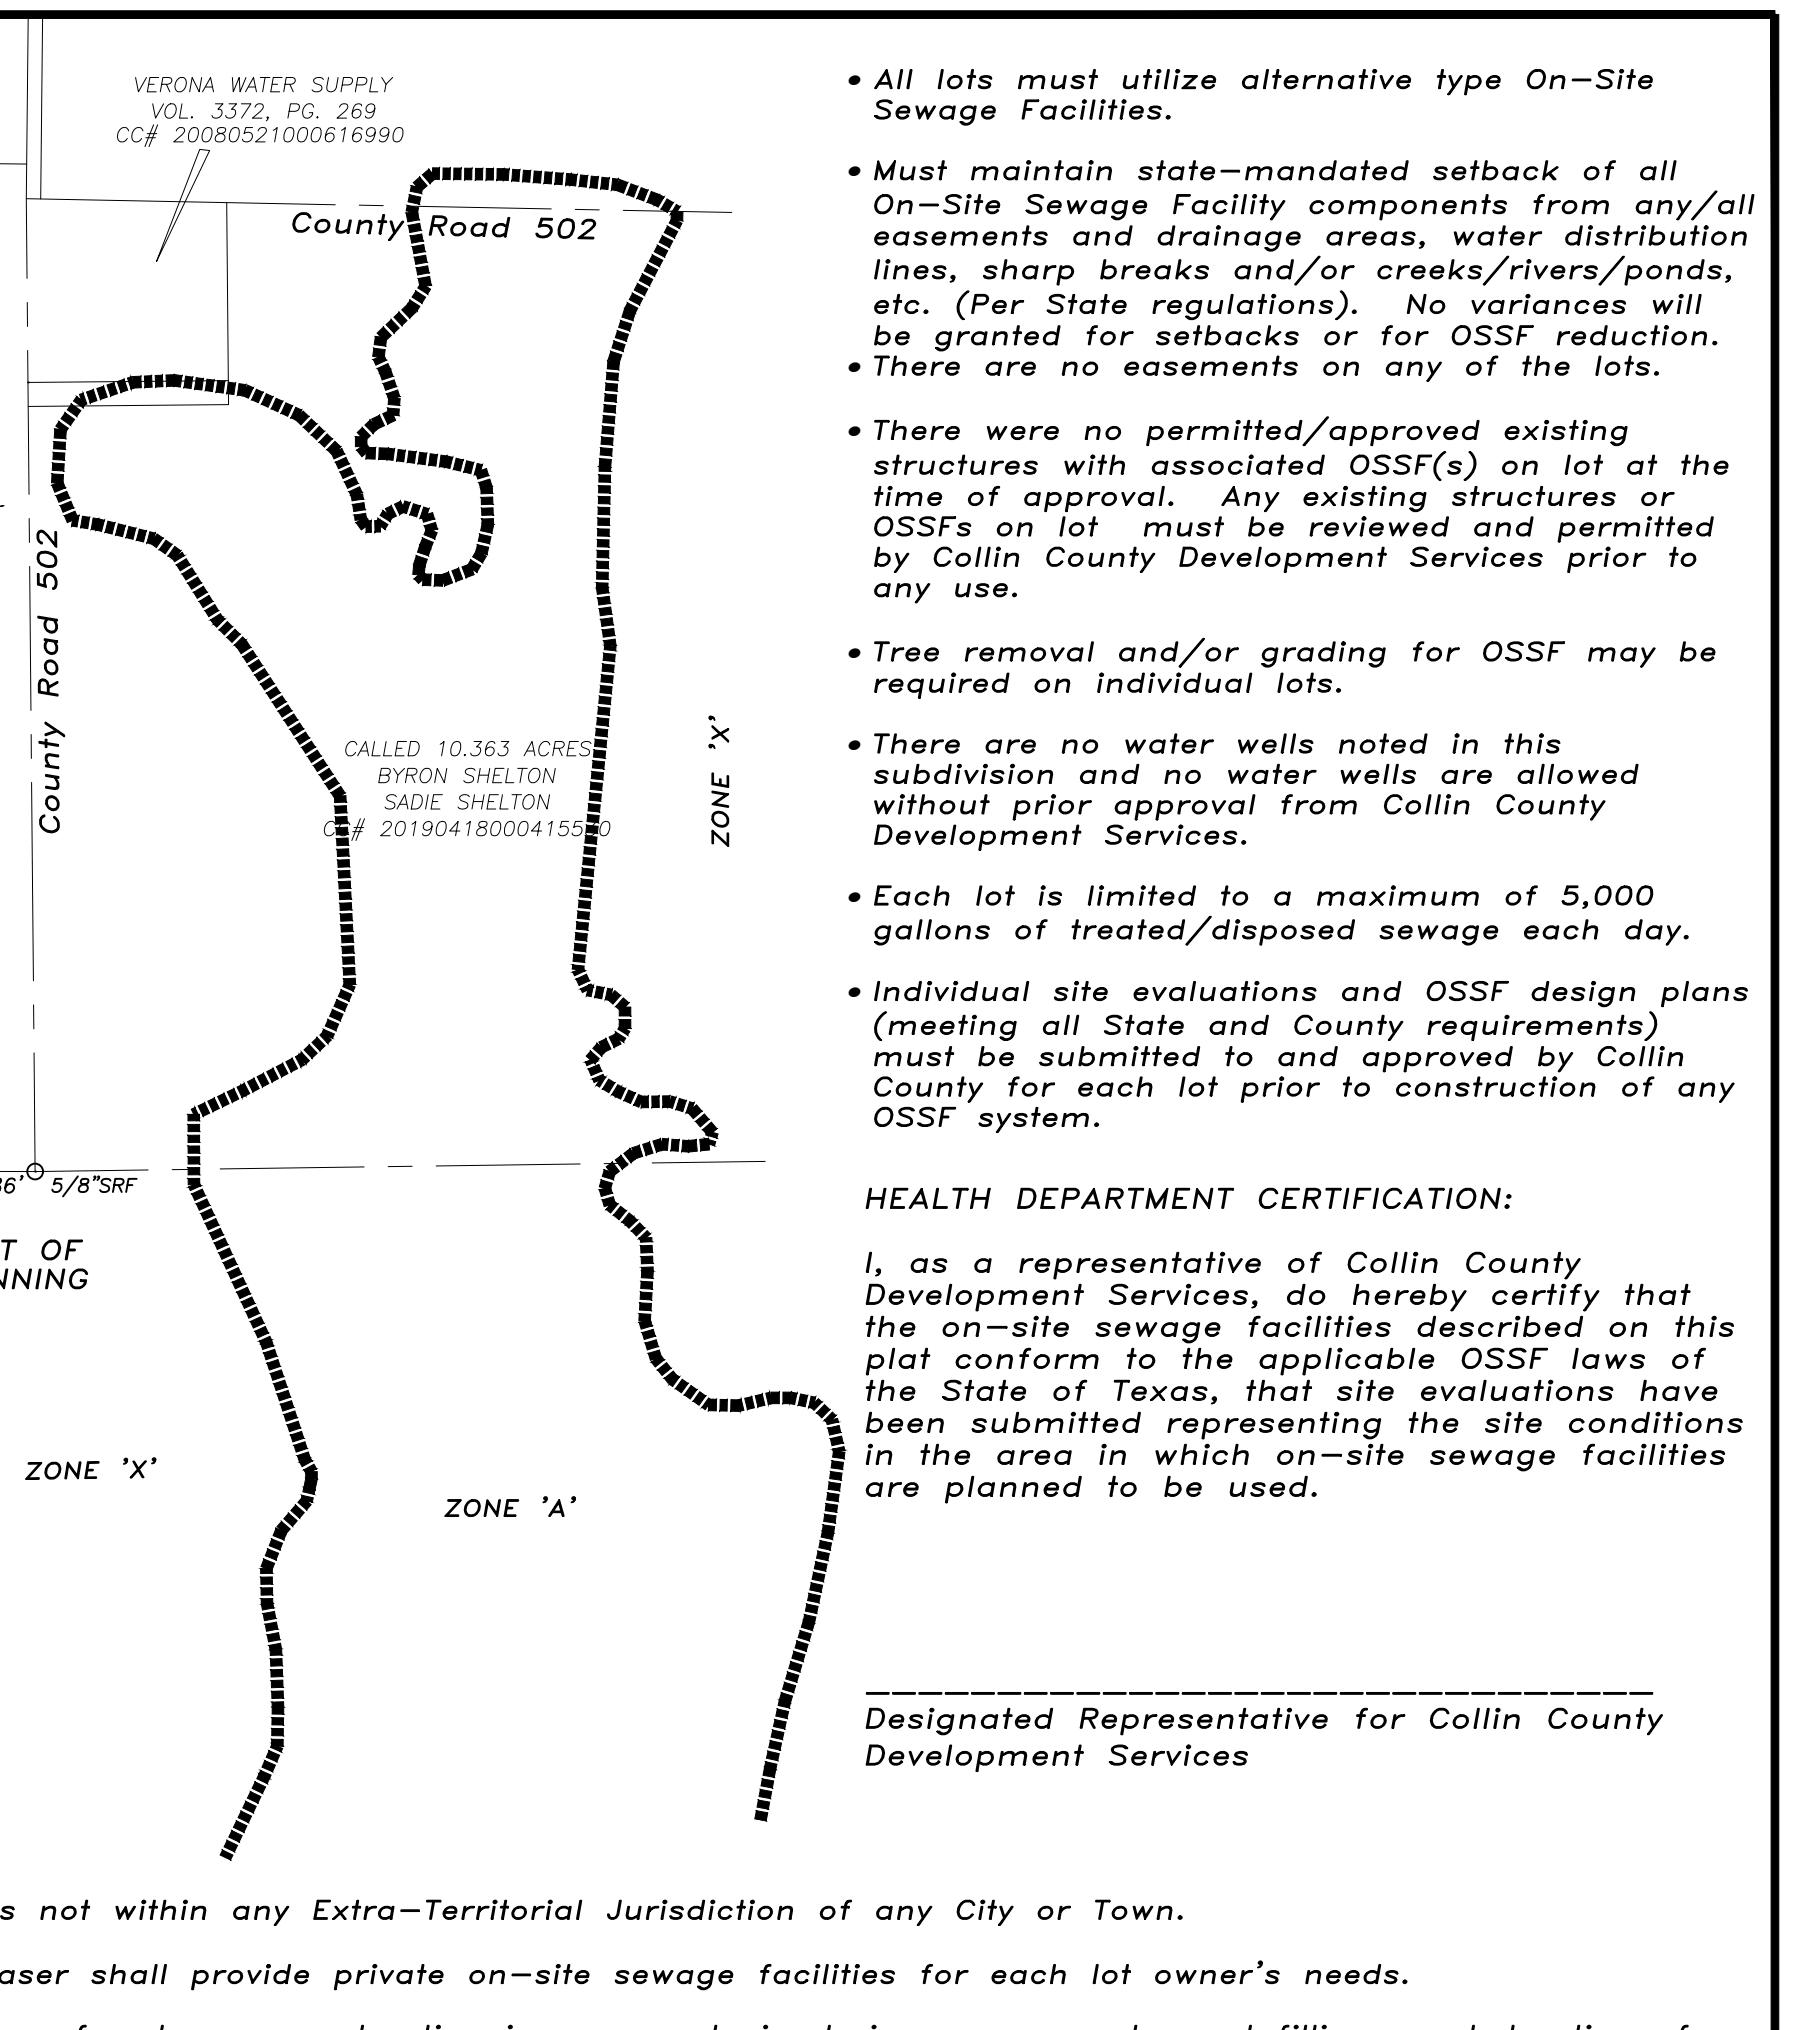 VERONA WATER SUPPLY
VOL. 3372, PG. 269
CC# 20080521000616990
County Road 502
County Road 502
CALLED 10.363 ACRES
BYRON SHELTON
SADIE SHELTON
CC#
ZONE 'X'
5/8"SRF
T OF
NNING
ZONE 'X'
ZONE 'A'
• All lots must utilize alternative type On-Site
Sewage Facilities.
• Must maintain state-mandated setback of all
On-Site Sewage Facility components from any/all
easements and drainage areas, water distribution
lines, sharp breaks and/or creeks/rivers/ponds,
etc. (Per State regulations). No variances will
be granted for setbacks or for OSSF reduction.
• There are no easements on any of the lots.
• There were no permitted/approved existing
structures with associated OSSF(s) on lot at the
time of approval. Any existing structures or
OSSFs on lot must be reviewed and permitted
by Collin County Development Services prior to
any use.
• Tree removal and/or grading for OSSF may be
required on individual lots.
• There are no water wells noted in this
subdivision and no water wells are allowed
without prior approval from Collin County
Development Services.
• Each lot is limited to a maximum of 5,000
gallons of treated/disposed sewage each day.
• Individual site evaluations and OSSF design plans
(meeting all State and County requirements)
must be submitted to and approved by Collin
County for each lot prior to construction of any
OSSF system.
HEALTH DEPARTMENT CERTIFICATION:
I, as a representative of Collin County
Development Services, do hereby certify that
the on-site sewage facilities described on this
plat conform to the applicable OSSF laws of
the State of Texas, that site evaluations have
been submitted representing the site conditions
in the area in which on-site sewage facilities
are planned to be used.
Designated Representative for Collin County
Development Services
s not within any Extra-Territorial Jurisdiction of any City or Town.
aser shall provide private on-site sewage facilities for each lot owner's needs.